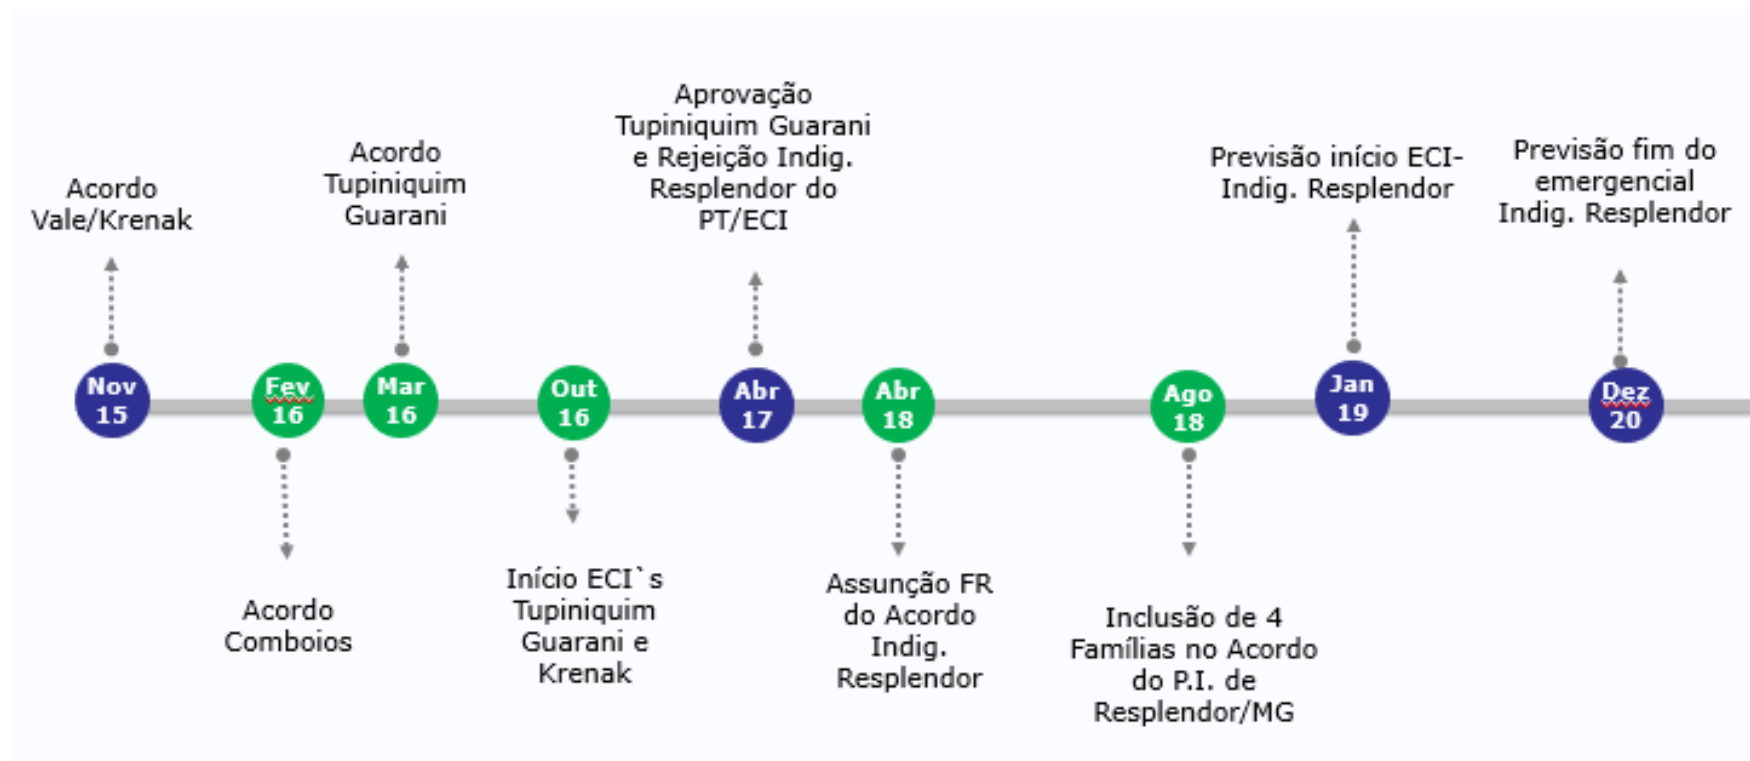 Acordo
Vale/Krenak
Nov
15
Fev
16
Acordo
Comboios
Acordo
Tupiniquim
Guarani
Mar
16
Out
16
Início ECI`s
Tupiniquim
Guarani e
Krenak
Aprovação
Tupiniquim Guarani
e Rejeição Indig.
Resplendor do
PT/ECI
Abr
17
Abr
18
Assunção FR
do Acordo
Indig.
Resplendor
Ago
18
Inclusão de 4
Famílias no Acordo
do P.I. de
Resplendor/MG
Previsão início ECI-
Indig. Resplendor
Jan
19
Previsão fim do
emergencial
Indig. Resplendor
Dez
20